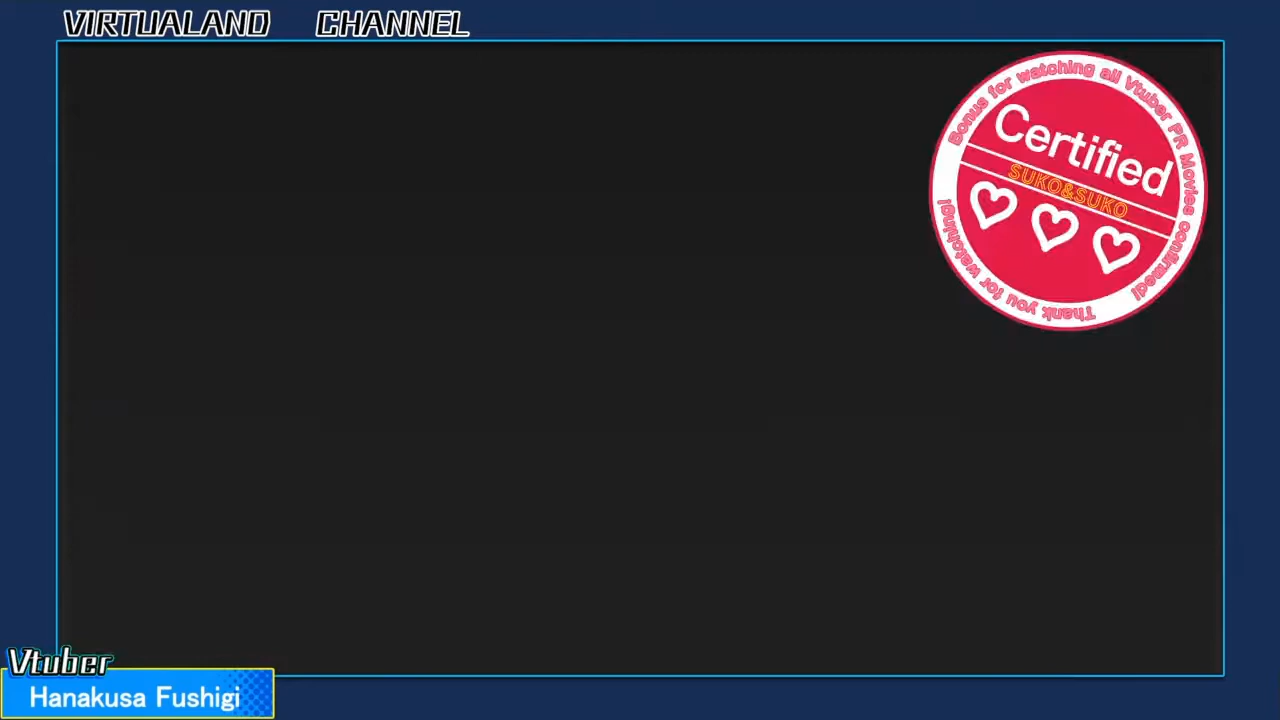 VIRTUALAND CHANNEL
Bonus for watching all Vtuber PR Movies confirmed!
Certified
SUKO&SUKO
Thank you for watching!
Vtuber
Hanakusa Fushigi